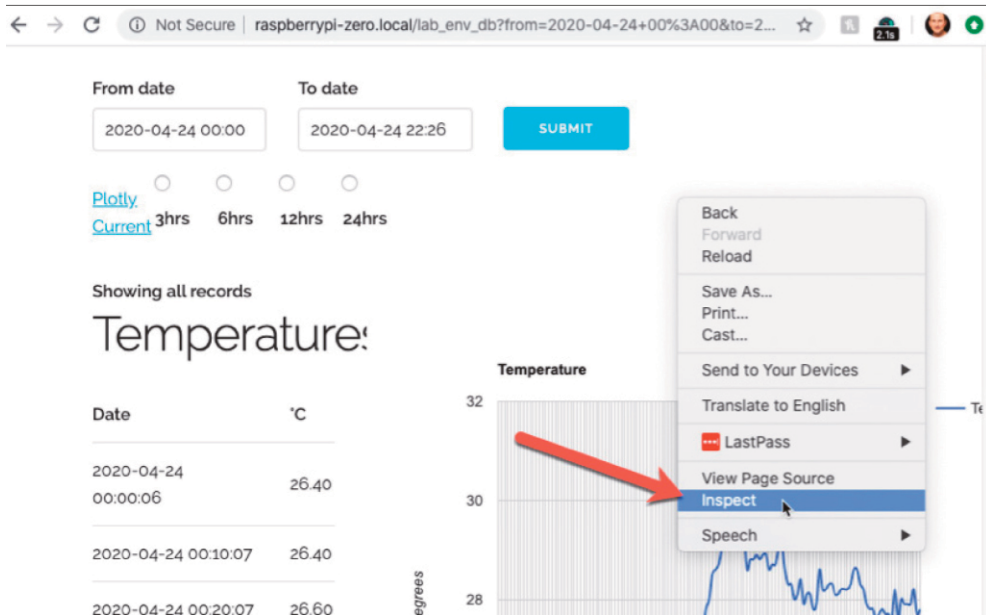 Not Secure | raspberrypi-zero.local/lab_env_db?from=2020-04-24+00%3A00&to=2...
2.1s
From date To date
2020-04-24 00:00 2020-04-24 22:26 SUBMIT
Plotly
Current 3hrs 6hrs 12hrs 24hrs
Showing all records
Temperatures
Date °C
2020-04-24
00:00:06 26.40
2020-04-24 00:10:07 26.40
2020-04-24 00:20:07 26.60
Temperature
32
30
28
Te
Back
Forward
Reload
Save As...
Print...
Cast...
Send to Your Devices
Translate to English
LastPass
View Page Source
Inspect
Speech